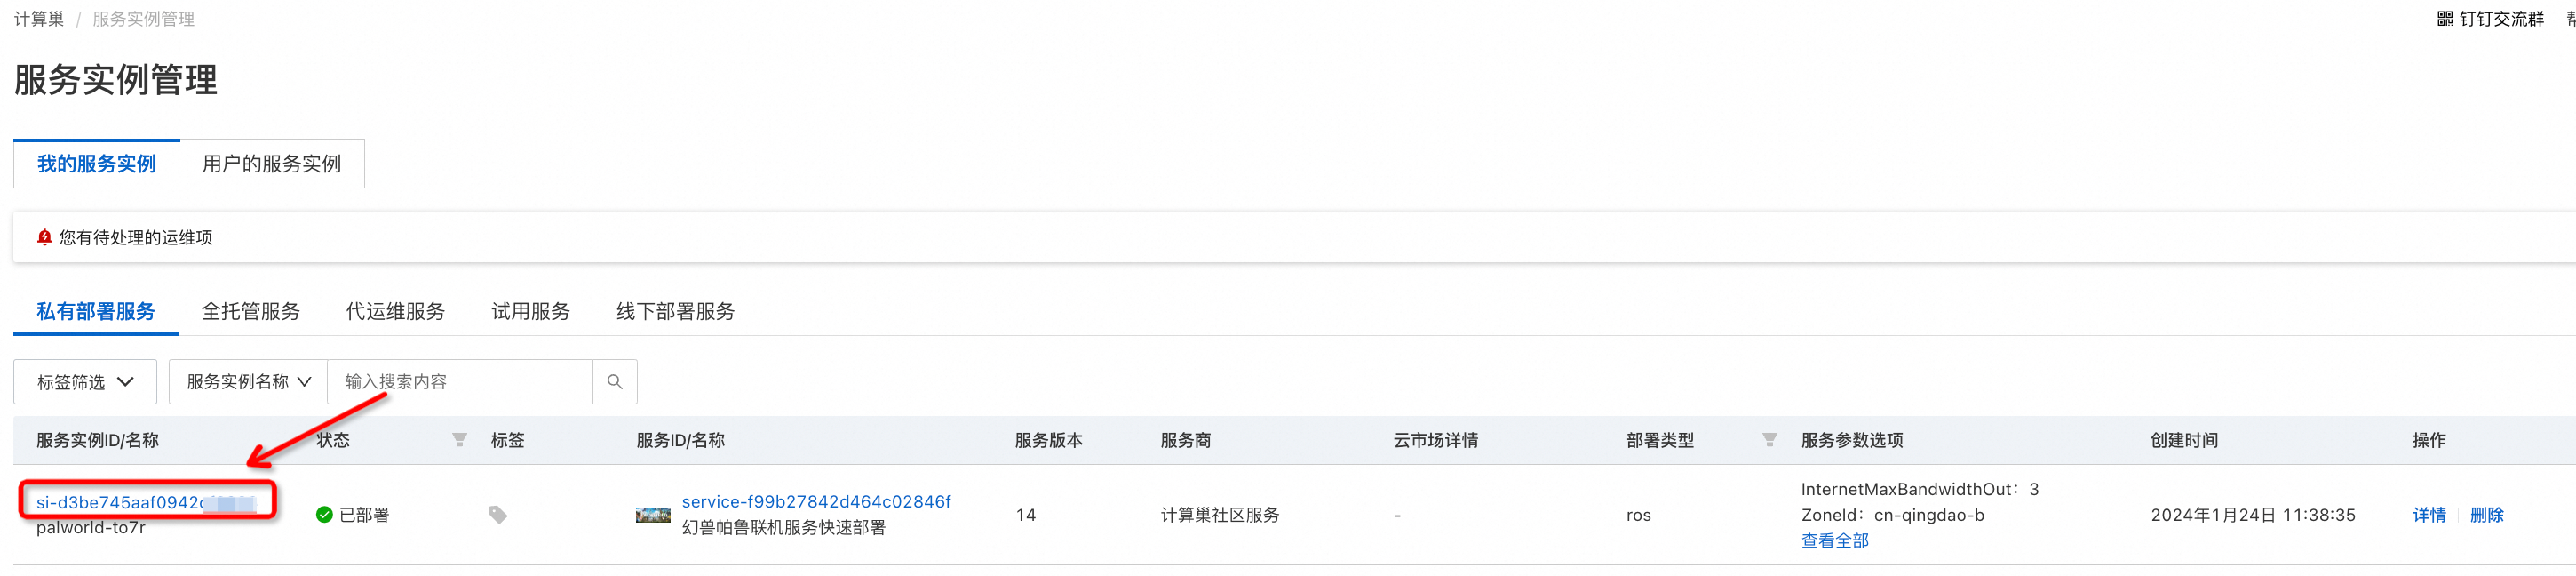 计算巢 / 服务实例管理
钉钉交流群
服务实例管理
我的服务实例 用户的服务实例
您有待处理的运维项
私有部署服务 全托管服务 代运维服务 试用服务 线下部署服务
标签筛选 服务实例名称 输入搜索内容
服务实例ID/名称 状态 标签 服务ID/名称 服务版本 服务商 云市场详情 部署类型 服务参数选项 创建时间 操作
si-d3be745aaf0942c
palworld-to7r
已部署
service-f99b27842d464c02846f
幻兽帕鲁联机服务快速部署
14
计算巢社区服务
-
ros
InternetMaxBandwidthOut：3
ZoneId：cn-qingdao-b
查看全部
2024年1月24日 11:38:35
详情 删除